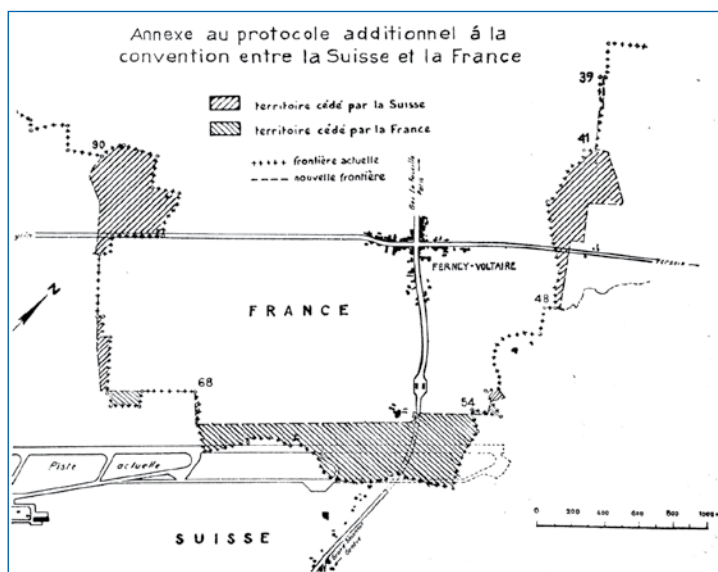 Annexe au protocole additionnel á la
convention entre la Suisse et la France
territoire cédé par la Suisse
territoire cédé par la France
frontière actuelle
nouvelle frontière
39
41
90
FERNEY-VOLTAIRE
N
FRANCE
48
68
54
Piste actuelle
SUISSE
0 200 400 600 800 1000 m